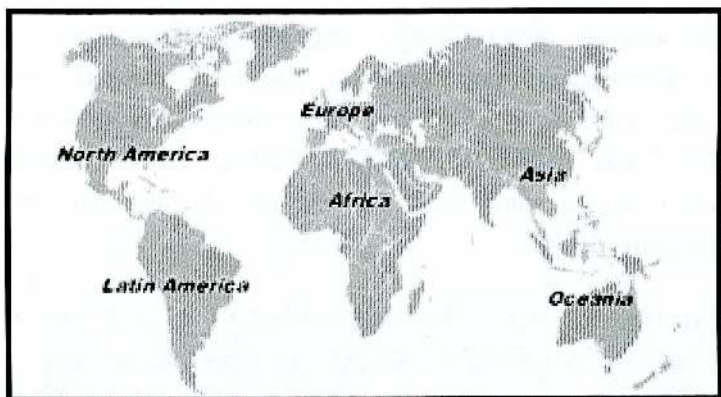 Europe
North America
Asia
Africa
Latin America
Oceania